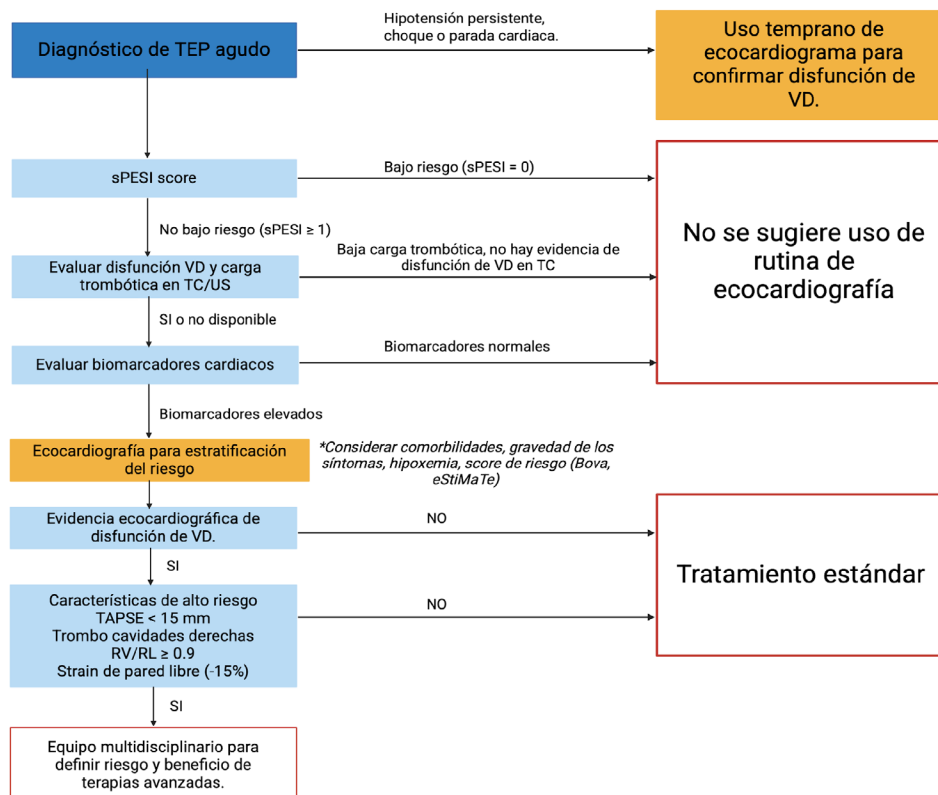 Diagnóstico de TEP agudo
Hipotensión persistente,
choque o parada cardiaca.
Uso temprano de
ecocardiograma para
confirmar disfunción de
VD.
sPESI score
Bajo riesgo (sPESI = 0)
No se sugiere uso de
rutina de
ecocardiografía
No bajo riesgo (sPESI ≥ 1)
Evaluar disfunción VD y carga
trombótica en TC/US
Baja carga trombótica, no hay evidencia de
disfunción de VD en TC
SI o no disponible
Evaluar biomarcadores cardiacos
Biomarcadores normales
Biomarcadores elevados
Ecocardiografía para estratificación
del riesgo
*Considerar comorbilidades, gravedad de los
síntomas, hipoxemia, score de riesgo (Bova,
eStiMaTe)
Evidencia ecocardiográfica de
disfunción de VD.
NO
Tratamiento estándar
SI
Características de alto riesgo
TAPSE < 15 mm
Trombo cavidades derechas
RV/RL ≥ 0.9
Strain de pared libre (-15%)
NO
SI
Equipo multidisciplinario para
definir riesgo y beneficio de
terapias avanzadas.